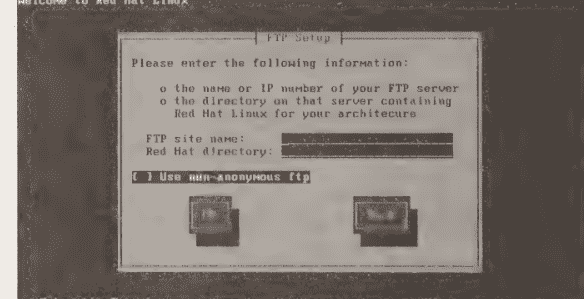 Welcome to Red Hat Linux
FTP Setup
Please enter the following information:
o the name or IP number of your FTP server
o the directory on that server containing
Red Hat Linux for your architecure
FTP site name:
Red Hat directory:
[ ] Use non-anonymous ftp